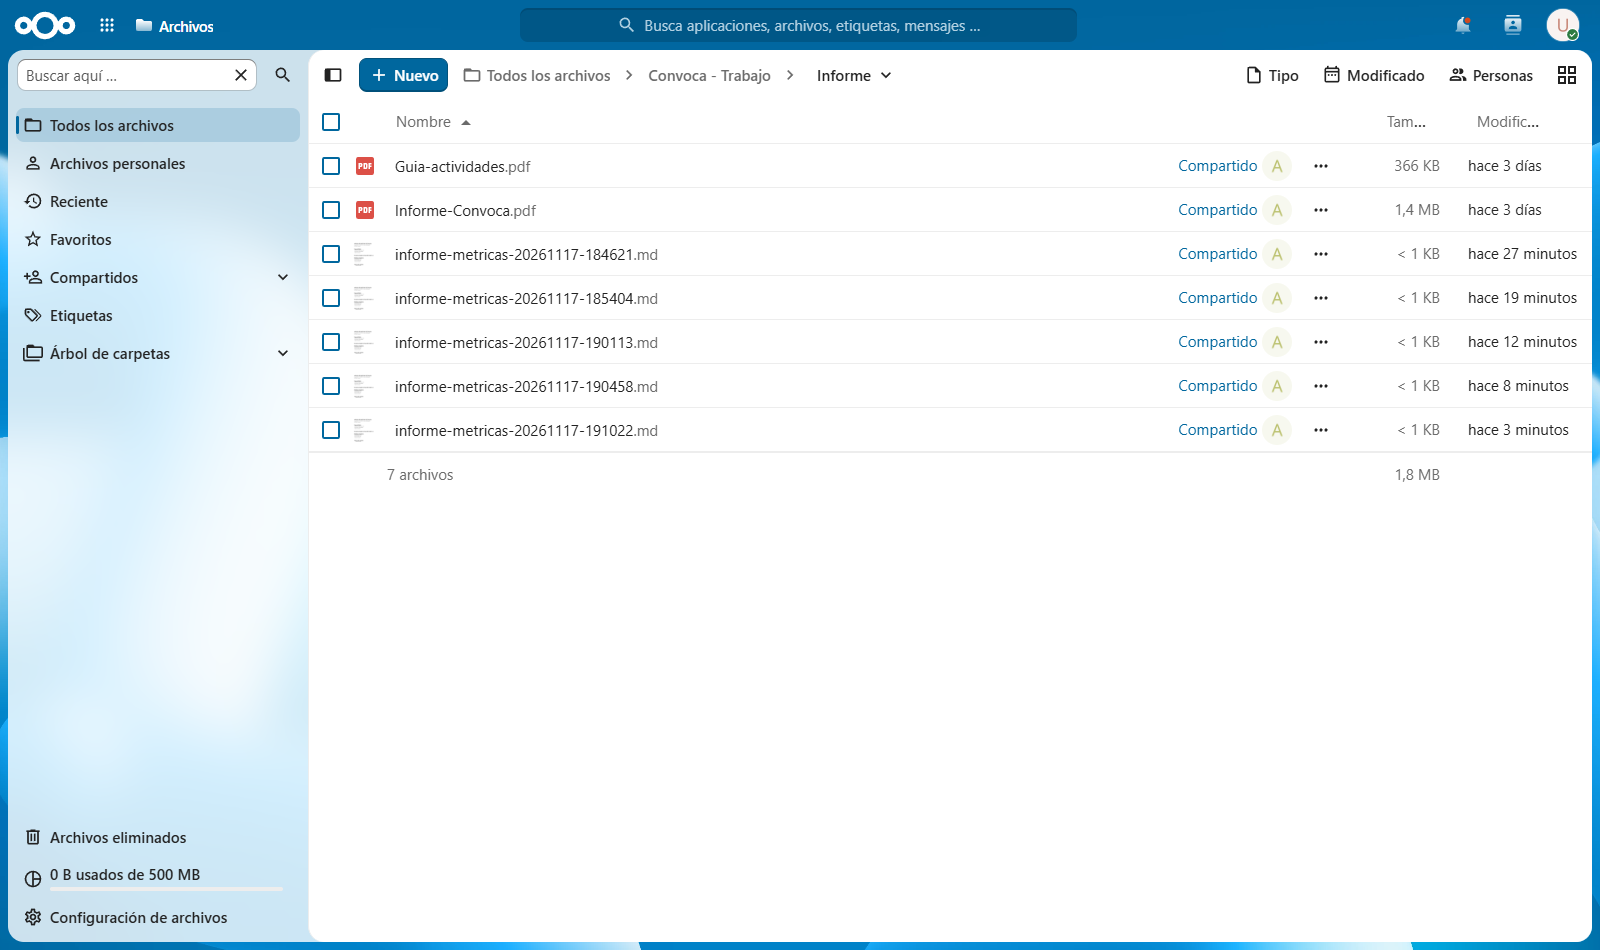 Archivos
Busca aplicaciones, archivos, etiquetas, mensajes ...
U
Buscar aquí ...
Todos los archivos
Archivos personales
Reciente
Favoritos
Compartidos
Etiquetas
Árbol de carpetas
Archivos eliminados
0 B usados de 500 MB
Configuración de archivos
Nuevo
Todos los archivos
Convoca - Trabajo
Informe
Tipo
Modificado
Personas
Nombre
Tam...
Modific...
PDF Guia-actividades.pdf Compartido A 366 KB hace 3 días
PDF Informe-Convoca.pdf Compartido A 1,4 MB hace 3 días
informe-metricas-20261117-184621.md Compartido A < 1 KB hace 27 minutos
informe-metricas-20261117-185404.md Compartido A < 1 KB hace 19 minutos
informe-metricas-20261117-190113.md Compartido A < 1 KB hace 12 minutos
informe-metricas-20261117-190458.md Compartido A < 1 KB hace 8 minutos
informe-metricas-20261117-191022.md Compartido A < 1 KB hace 3 minutos
7 archivos 1,8 MB